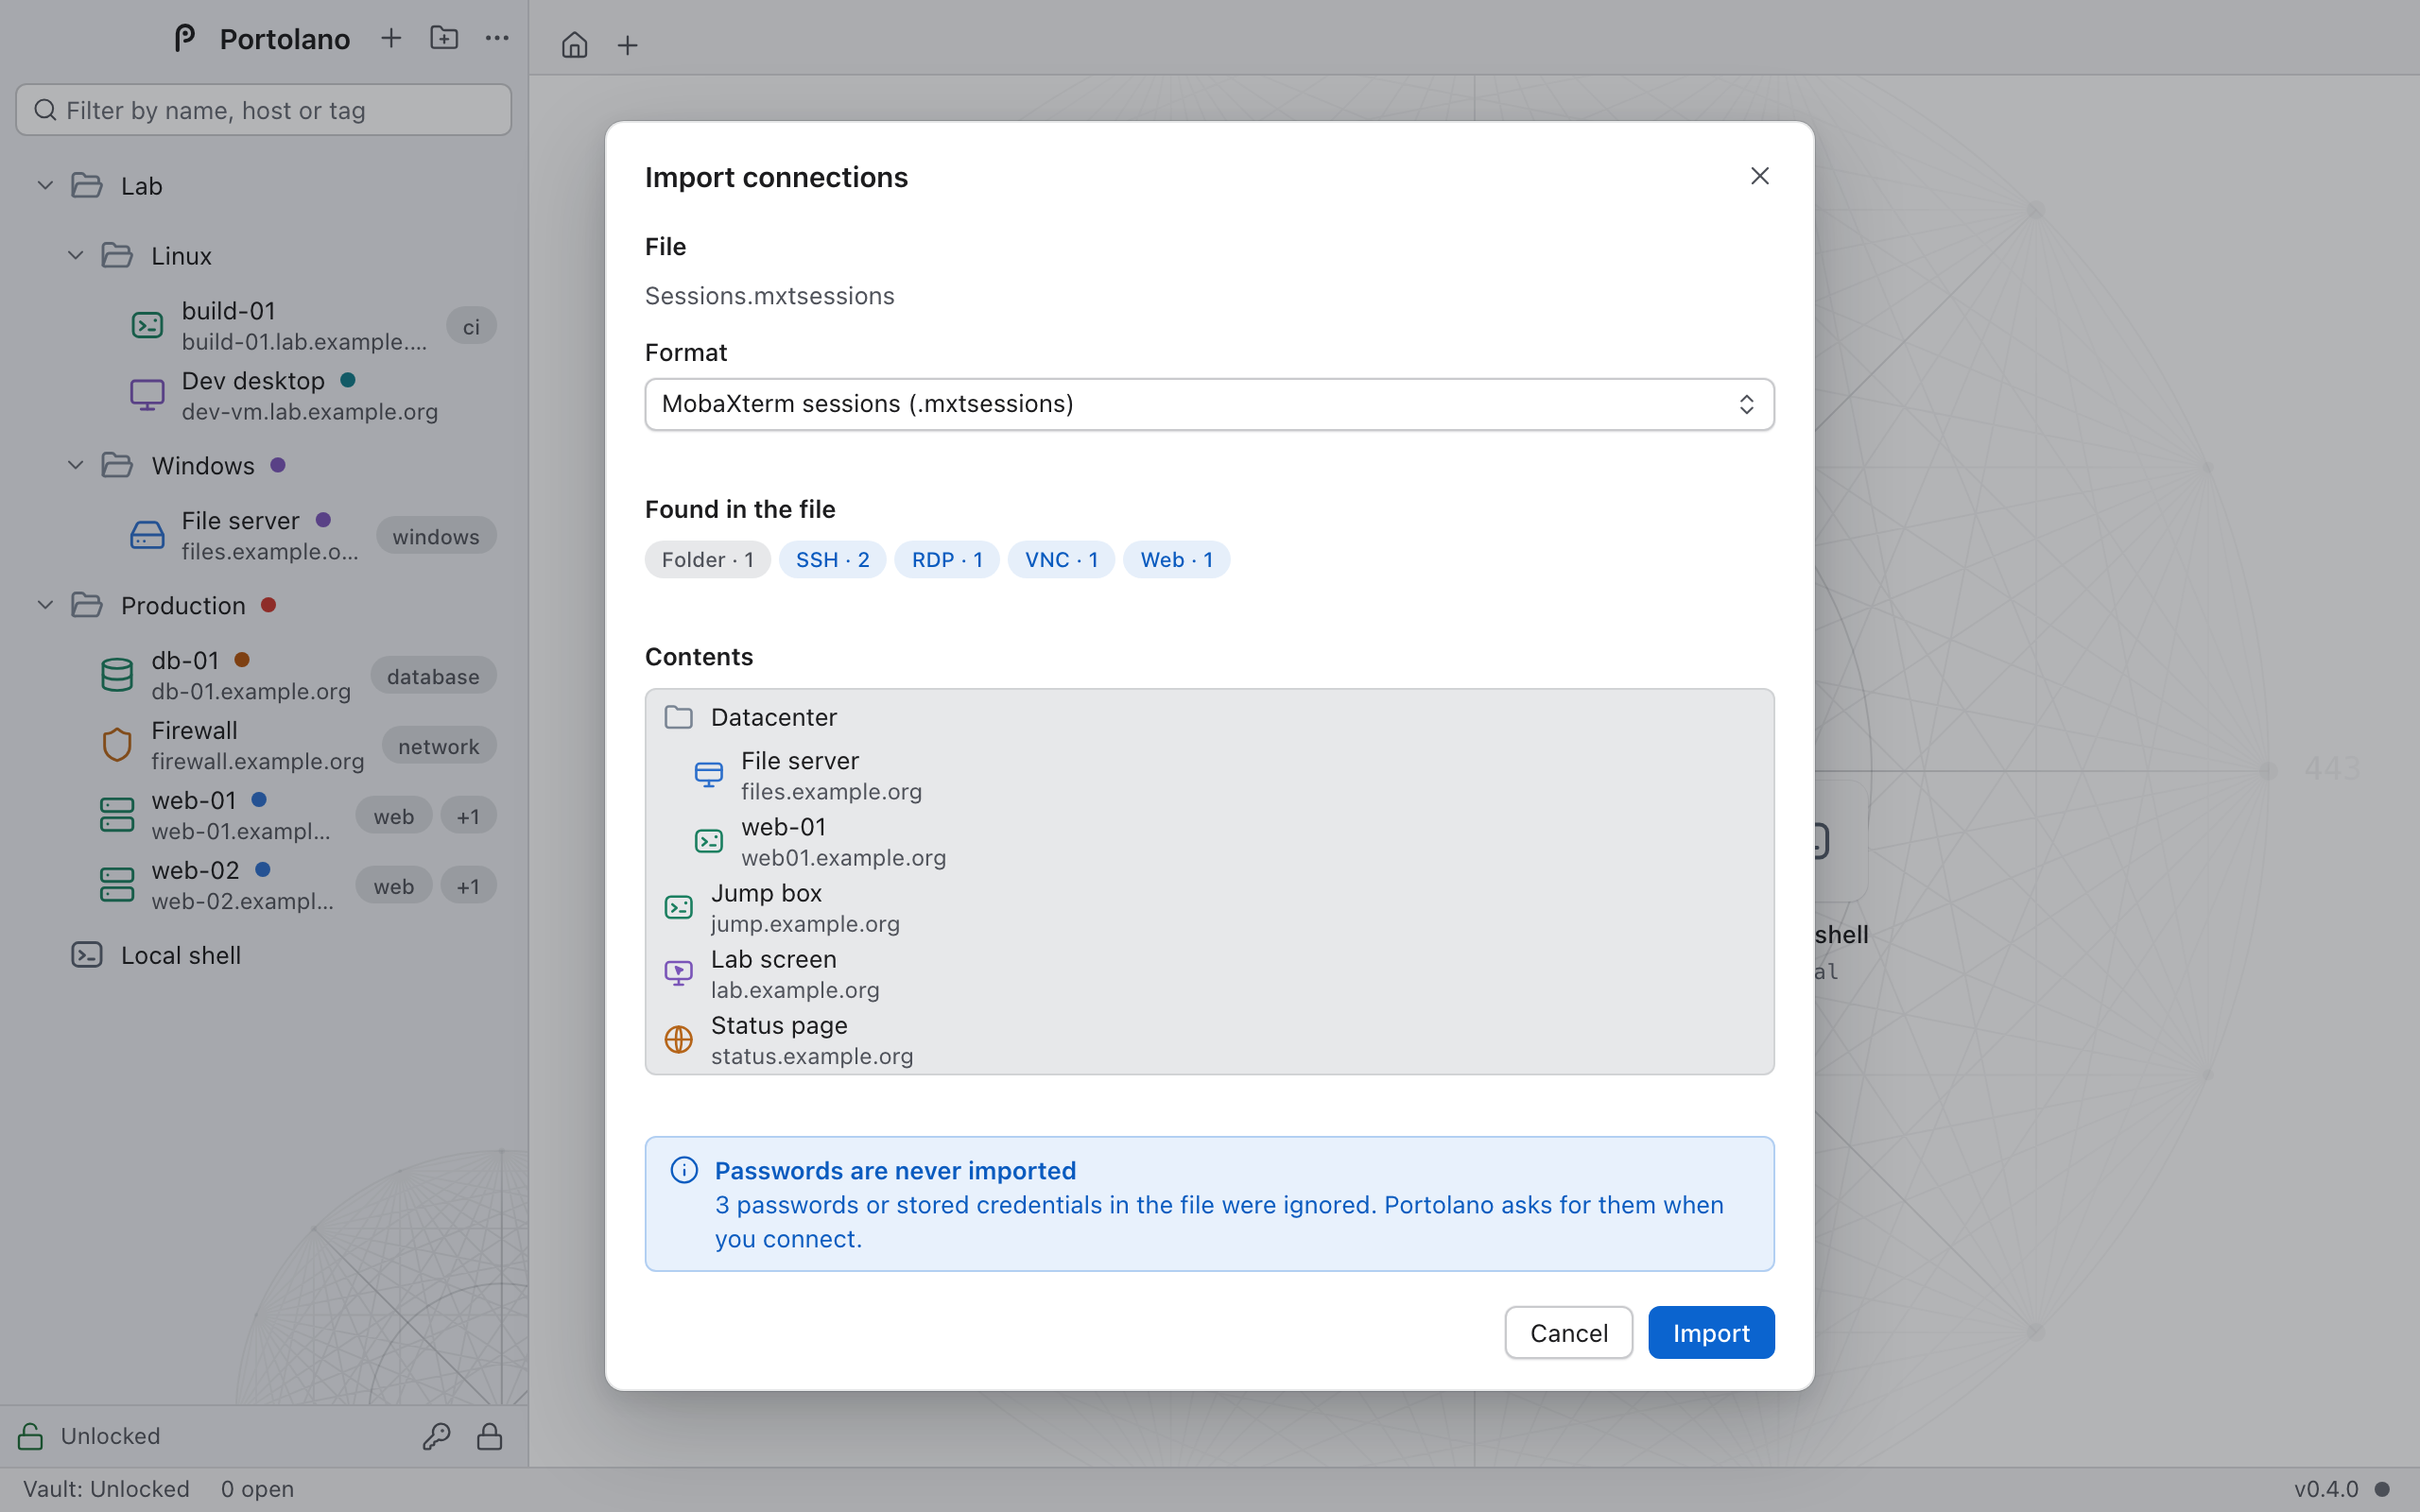 Portolano
Filter by name, host or tag
Lab
Linux
build-01
build-01.lab.example....
ci
Dev desktop
dev-vm.lab.example.org
Windows
File server
files.example.o...
windows
Production
db-01
db-01.example.org
database
Firewall
firewall.example.org
network
web-01
web-01.exampl...
web
+1
web-02
web-02.exampl...
web
+1
Local shell
Unlocked
Vault: Unlocked
0 open
Import connections
File
Sessions.mxtsessions
Format
MobaXterm sessions (.mxtsessions)
Found in the file
Folder · 1
SSH · 2
RDP · 1
VNC · 1
Web · 1
Contents
Datacenter
File server
files.example.org
web-01
web01.example.org
Jump box
jump.example.org
Lab screen
lab.example.org
Status page
status.example.org
Passwords are never imported
3 passwords or stored credentials in the file were ignored. Portolano asks for them when
you connect.
Cancel
Import
443
shell
al
v0.4.0